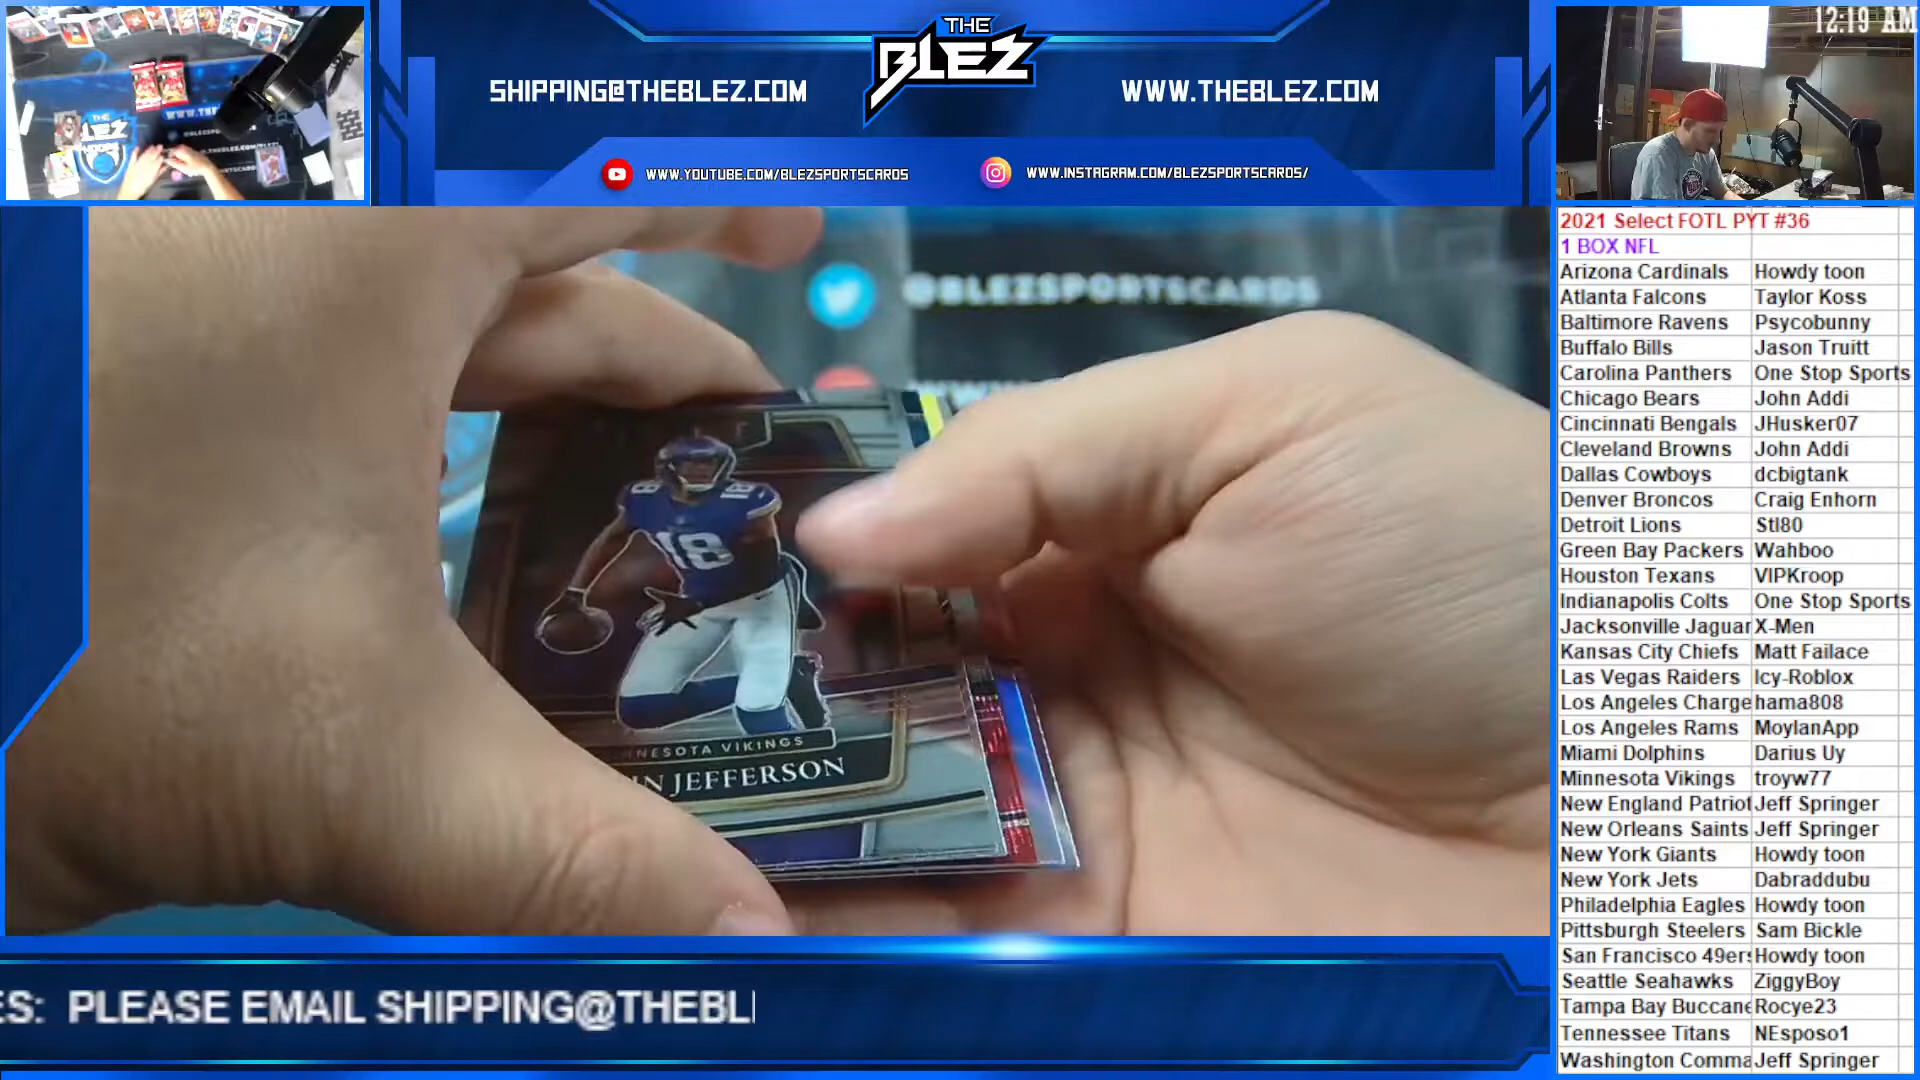 12:19 AM
THE
BLEZ
SHIPPING@THEBLEZ.COM
WWW.THEBLEZ.COM
WWW.YOUTUBE.COM/BLEZSPORTSCARDS
WWW.INSTAGRAM.COM/BLEZSPORTSCARDS/
@BLEZSPORTSCARDS
18
18
MINNESOTA VIKINGS
JEFFERSON
ES: PLEASE EMAIL SHIPPING@THEBL
2021 Select FOTL PYT #36
1 BOX NFL
Arizona Cardinals Howdy toon
Atlanta Falcons Taylor Koss
Baltimore Ravens Psycobunny
Buffalo Bills Jason Truitt
Carolina Panthers One Stop Sports
Chicago Bears John Addi
Cincinnati Bengals JHusker07
Cleveland Browns John Addi
Dallas Cowboys dcbigtank
Denver Broncos Craig Enhorn
Detroit Lions Stl80
Green Bay Packers Wahboo
Houston Texans VIPKroop
Indianapolis Colts One Stop Sports
Jacksonville Jaguar X-Men
Kansas City Chiefs Matt Failace
Las Vegas Raiders Icy-Roblox
Los Angeles Charge hama808
Los Angeles Rams MoylanApp
Miami Dolphins Darius Uy
Minnesota Vikings troyw77
New England Patriot Jeff Springer
New Orleans Saints Jeff Springer
New York Giants Howdy toon
New York Jets Dabraddubu
Philadelphia Eagles Howdy toon
Pittsburgh Steelers Sam Bickle
San Francisco 49ers Howdy toon
Seattle Seahawks ZiggyBoy
Tampa Bay Buccane Rocye23
Tennessee Titans NEsposo1
Washington Comma Jeff Springer